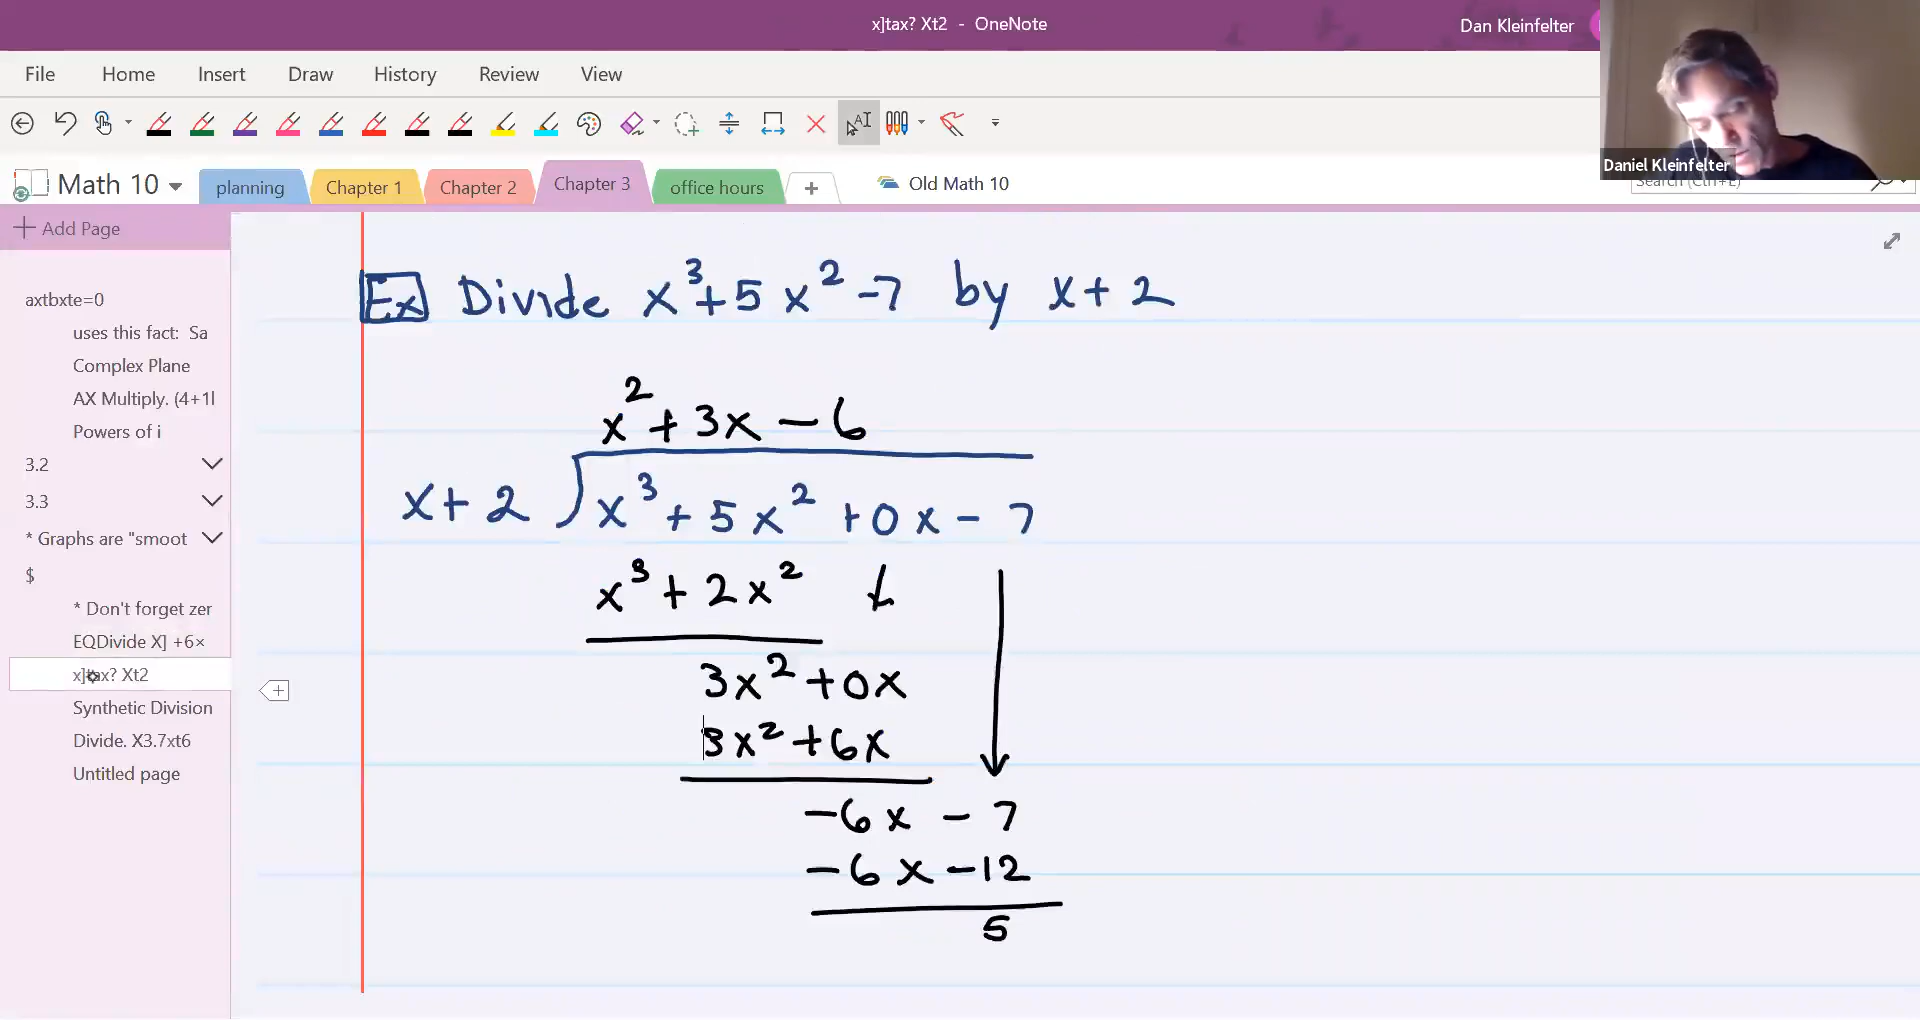 x]tax? Xt2 - OneNote
Dan Kleinfelter
File Home Insert Draw History Review View
Daniel Kleinfelter
Math 10 planning Chapter 1 Chapter 2 Chapter 3 office hours + Old Math 10
Search (Ctrl+E)
+ Add Page
axtbxte=0
uses this fact: Sa
Complex Plane
AX Multiply. (4+1l
Powers of i
3.2
3.3
* Graphs are "smoot
$
* Don't forget zer
EQDivide X] +6×
x]tax? Xt2
Synthetic Division
Divide. X3.7xt6
Untitled page
Ex Divide x³+5x²-7 by x+2
x²+3x-6
x+2 x³+5x²+0x-7
x³+2x²
3x²+0x
3x²+6x
-6x-7
-6x-12
5